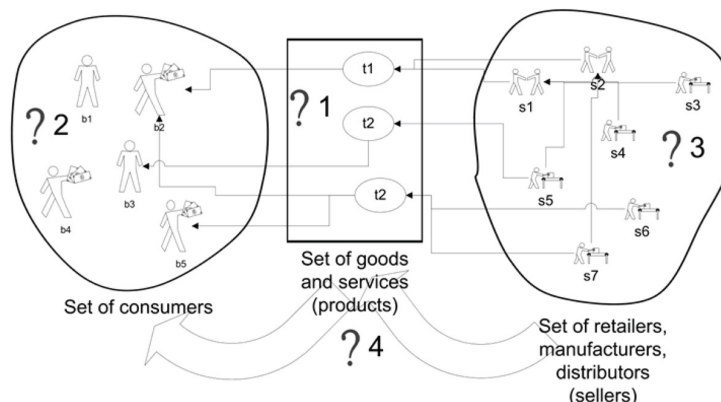 b1
b2
? 2
b3
b4
b5
Set of consumers
t1
? 1
t2
t2
Set of goods
and services
(products)
? 4
s1
s2
s3
s4
? 3
s5
s6
s7
Set of retailers,
manufacturers,
distributors
(sellers)